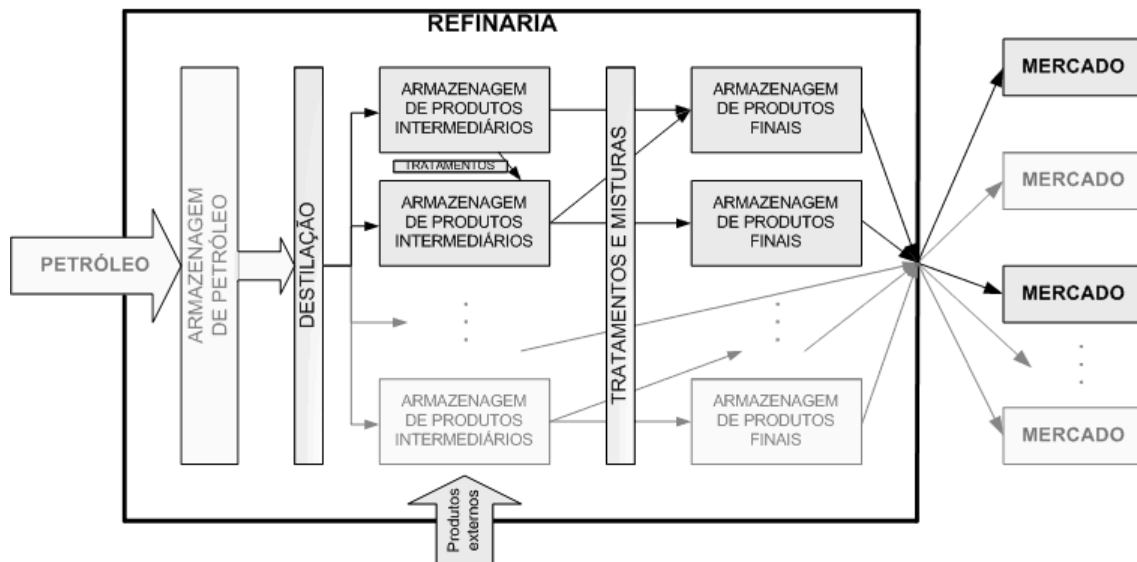 REFINARIA
PETRÓLEO
ARMAZENAGEM
DE PETRÓLEO
DESTILAÇÃO
ARMAZENAGEM
DE PRODUTOS
INTERMEDIÁRIOS
TRATAMENTOS
ARMAZENAGEM
DE PRODUTOS
INTERMEDIÁRIOS
ARMAZENAGEM
DE PRODUTOS
INTERMEDIÁRIOS
Produtos
externos
TRATAMENTOS E MISTURAS
ARMAZENAGEM
DE PRODUTOS
FINAIS
ARMAZENAGEM
DE PRODUTOS
FINAIS
ARMAZENAGEM
DE PRODUTOS
FINAIS
MERCADO
MERCADO
MERCADO
MERCADO